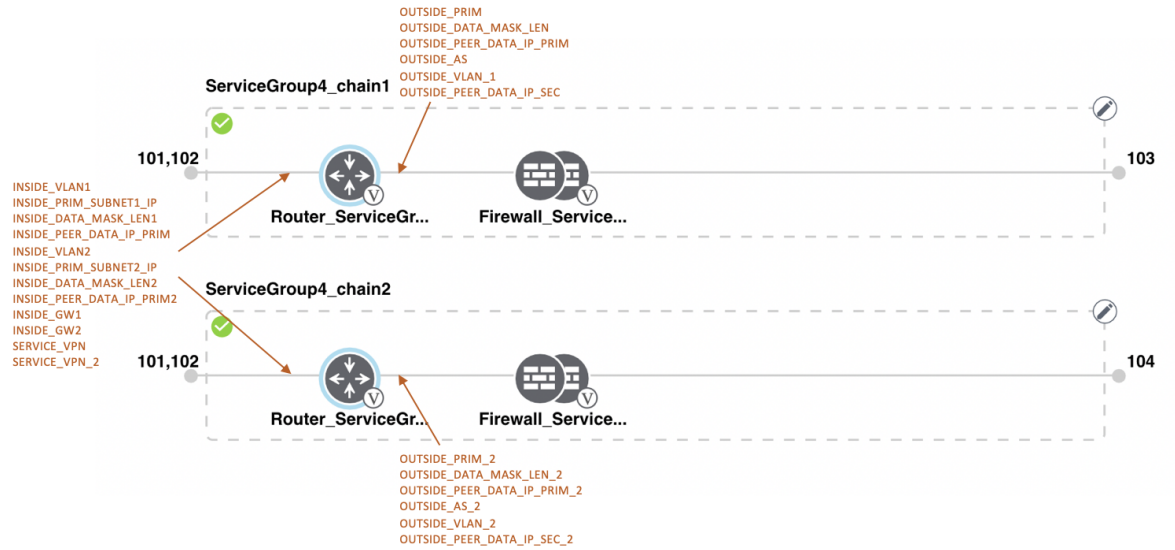 OUTSIDE_PRIM
OUTSIDE_DATA_MASK_LEN
OUTSIDE_PEER_DATA_IP_PRIM
OUTSIDE_AS
OUTSIDE_VLAN_1
OUTSIDE_PEER_DATA_IP_SEC
ServiceGroup4_chain1
101,102
103
V
V
Router_ServiceGr...
Firewall_Service...
INSIDE_VLAN1
INSIDE_PRIM_SUBNET1_IP
INSIDE_DATA_MASK_LEN1
INSIDE_PEER_DATA_IP_PRIM
INSIDE_VLAN2
INSIDE_PRIM_SUBNET2_IP
INSIDE_DATA_MASK_LEN2
INSIDE_PEER_DATA_IP_PRIM2
INSIDE_GW1
INSIDE_GW2
SERVICE_VPN
SERVICE_VPN_2
ServiceGroup4_chain2
101,102
104
V
V
Router_ServiceGr...
Firewall_Service...
OUTSIDE_PRIM_2
OUTSIDE_DATA_MASK_LEN_2
OUTSIDE_PEER_DATA_IP_PRIM_2
OUTSIDE_AS_2
OUTSIDE_VLAN_2
OUTSIDE_PEER_DATA_IP_SEC_2